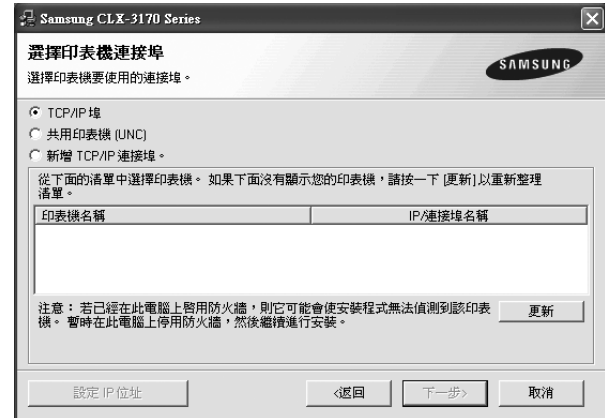 Samsung CLX-3170 Series
選擇印表機連接埠
選擇印表機要使用的連接埠。
SAMSUNG
TCP/IP 埠
共用印表機 (UNC)
新增 TCP/IP 連接埠。
從下面的清單中選擇印表機。 如果下面沒有顯示您的印表機，請按一下 [更新] 以重新整理
清單。
印表機名稱 IP/連接埠名稱
注意： 若已經在此電腦上啓用防火牆，則它可能會使安裝程式無法偵測到該印表
機。 暫時在此電腦上停用防火牆，然後繼續進行安裝。
更新
設定 IP 位址 <返回 下一步> 取消